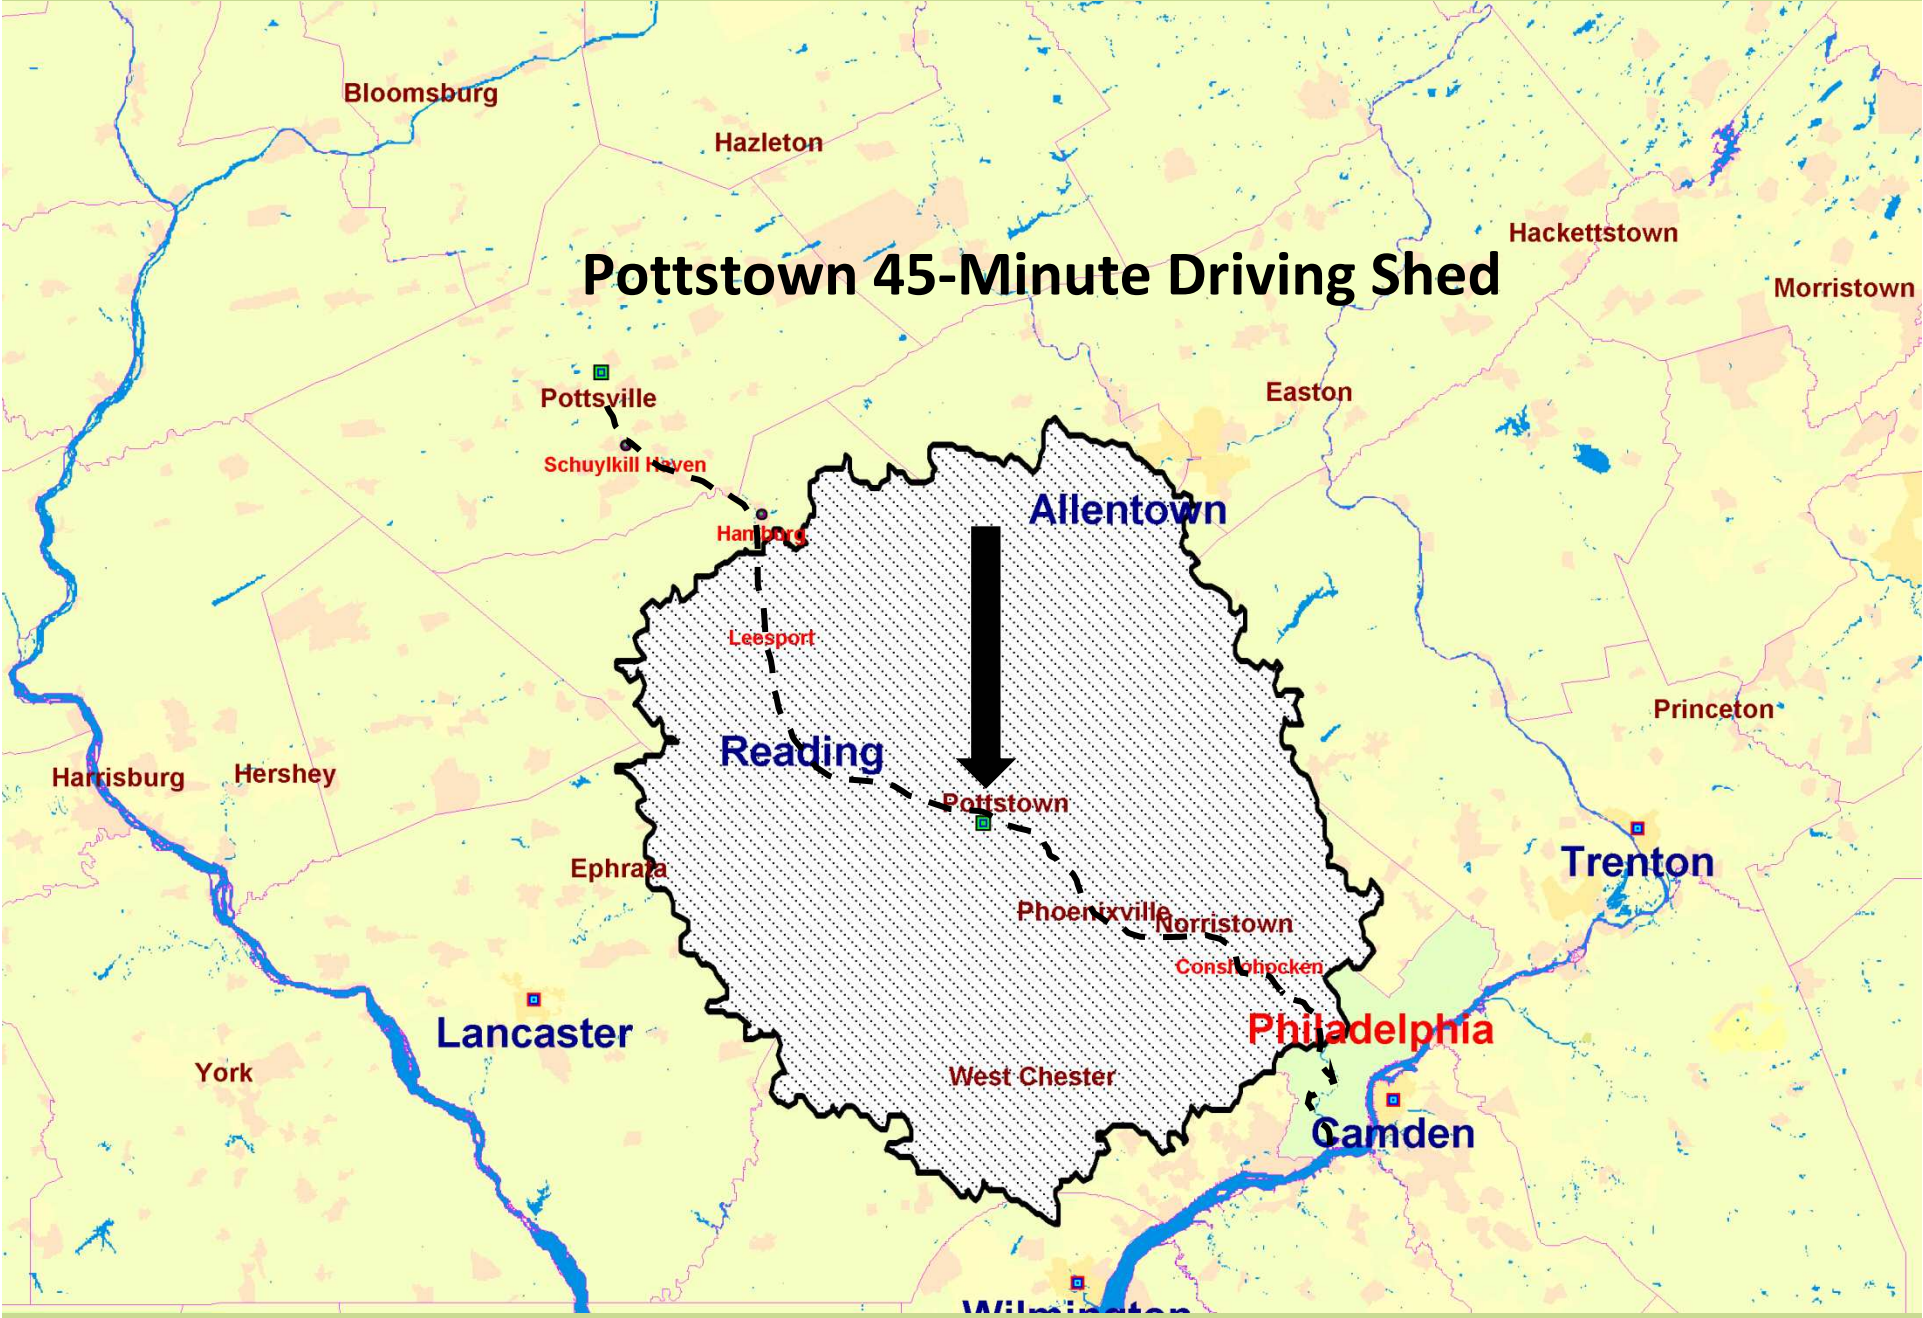 Bloomsburg
Hazleton
Hackettstown
Pottstown 45-Minute Driving Shed
Morristown
Pottsville
Easton
Schuylkill Haven
Allentown
Hamburg
Leesport
Princeton
Reading
Harrisburg
Hershey
Pottstown
Trenton
Ephrata
Phoenixville
Norristown
Conshohocken
Lancaster
Philadelphia
York
West Chester
Camden
Wilmington